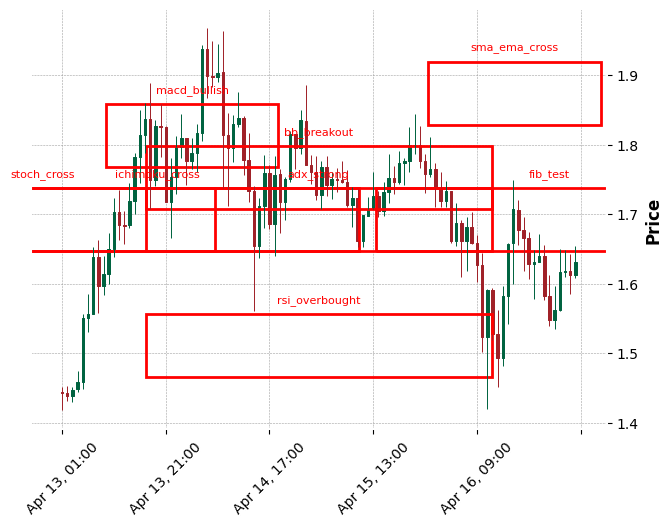 sma_ema_cross
1.9
macd_bullish
bb_breakout
1.8
stoch_cross
ichimoku_cross
adx_strong
fib_test
1.7
Price
1.6
rsi_overbought
1.5
1.4
Apr 13, 01:00
Apr 13, 21:00
Apr 14, 17:00
Apr 15, 13:00
Apr 16, 09:00